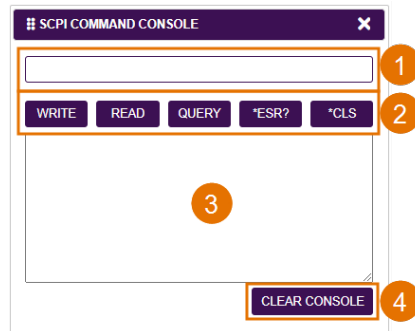 SCPI COMMAND CONSOLE
1
WRITE READ QUERY *ESR? *CLS
2
3
CLEAR CONSOLE
4